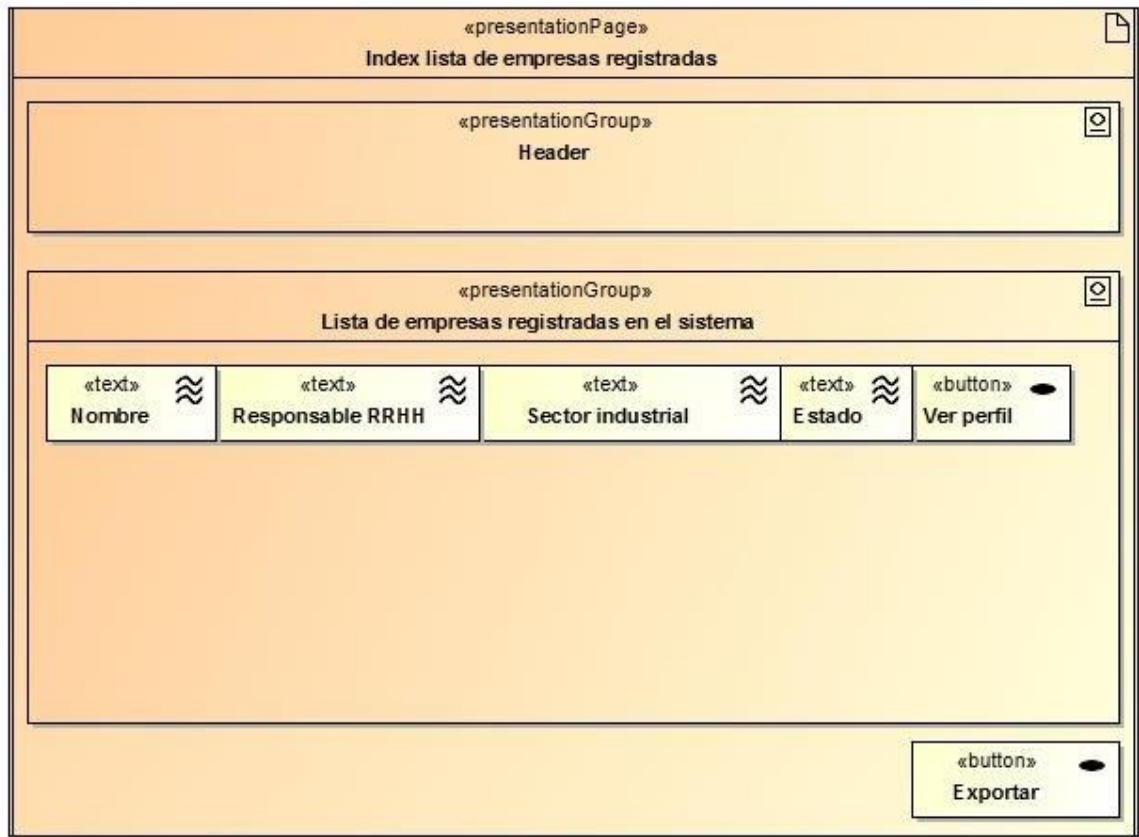 «presentationPage»
Index lista de empresas registradas
«presentationGroup»
Header
«presentationGroup»
Lista de empresas registradas en el sistema
«text»
Nombre
«text»
Responsable RRHH
«text»
Sector industrial
«text»
Estado
«button»
Ver perfil
«button»
Exportar